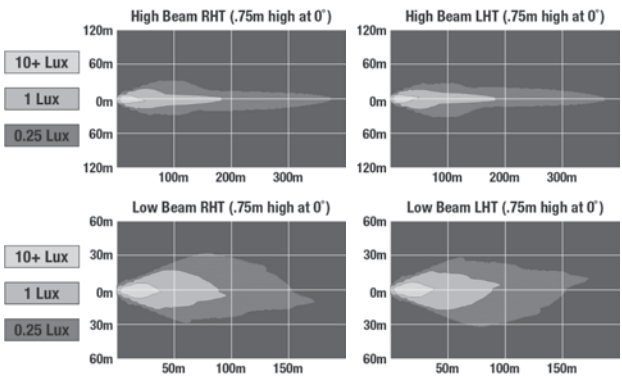 High Beam RHT (.75m high at 0˚)
High Beam LHT (.75m high at 0˚)
10+ Lux
1 Lux
0.25 Lux
120m
60m
0m
60m
120m
100m 200m 300m
120m
60m
0m
60m
120m
100m 200m 300m
Low Beam RHT (.75m high at 0˚)
Low Beam LHT (.75m high at 0˚)
10+ Lux
1 Lux
0.25 Lux
60m
30m
0m
30m
60m
50m 100m 150m
60m
30m
0m
30m
60m
50m 100m 150m